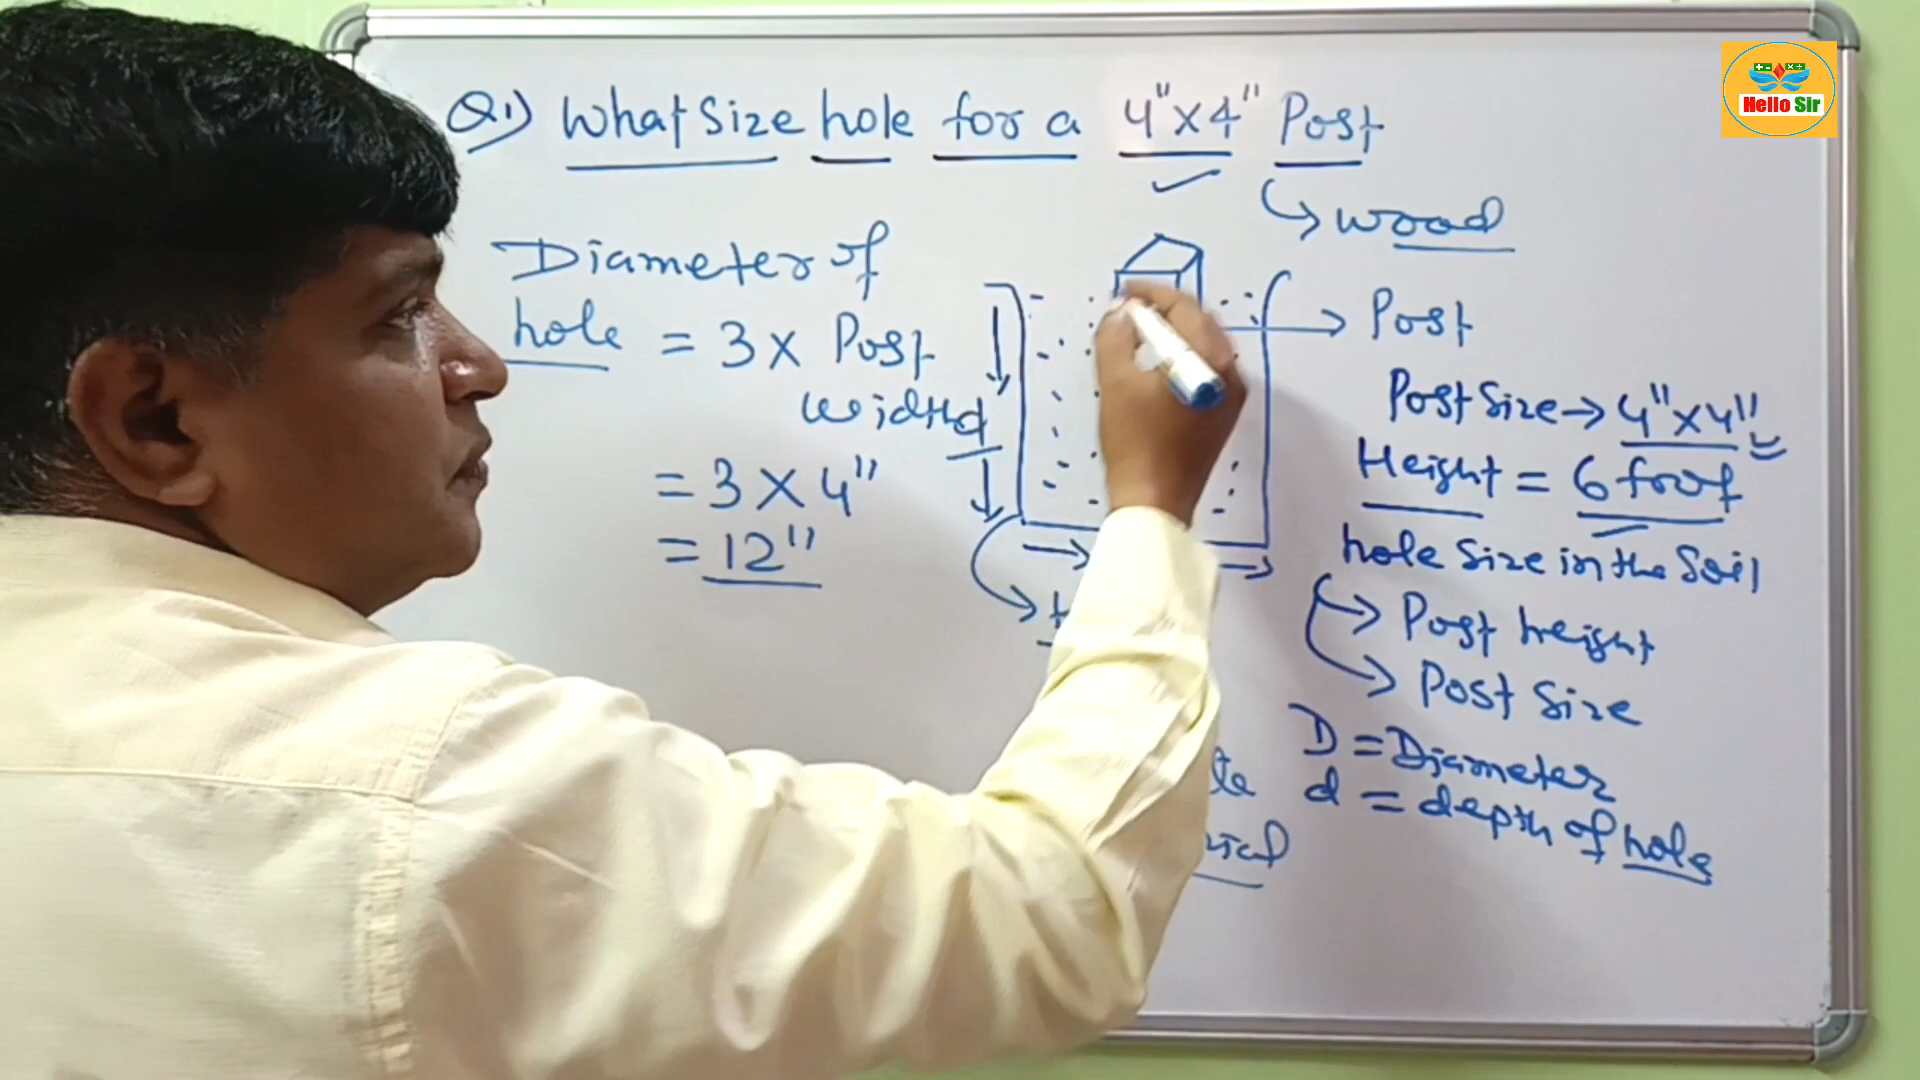 Q1) What Size hole for a 4"x4" Post
wood
Diameter of
hole = 3 x Post
width
= 3 x 4"
= 12"
d
Post
Post Size → 4"x4"
Height = 6 foot
hole Size in the Soil
→ Post height
→ Post Size
D = Diameter
d = depth of hole
Hello Sir